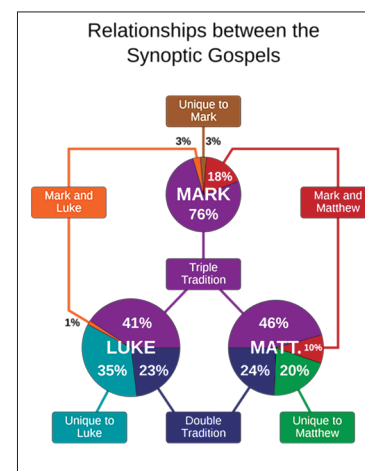 Relationships between the
Synoptic Gospels
Unique to
Mark
3%
3%
18%
MARK
76%
Mark and
Luke
Mark and
Matthew
Triple
Tradition
1%
41%
LUKE
35%
23%
46%
MATT.
10%
24%
20%
Unique to
Luke
Double
Tradition
Unique to
Matthew